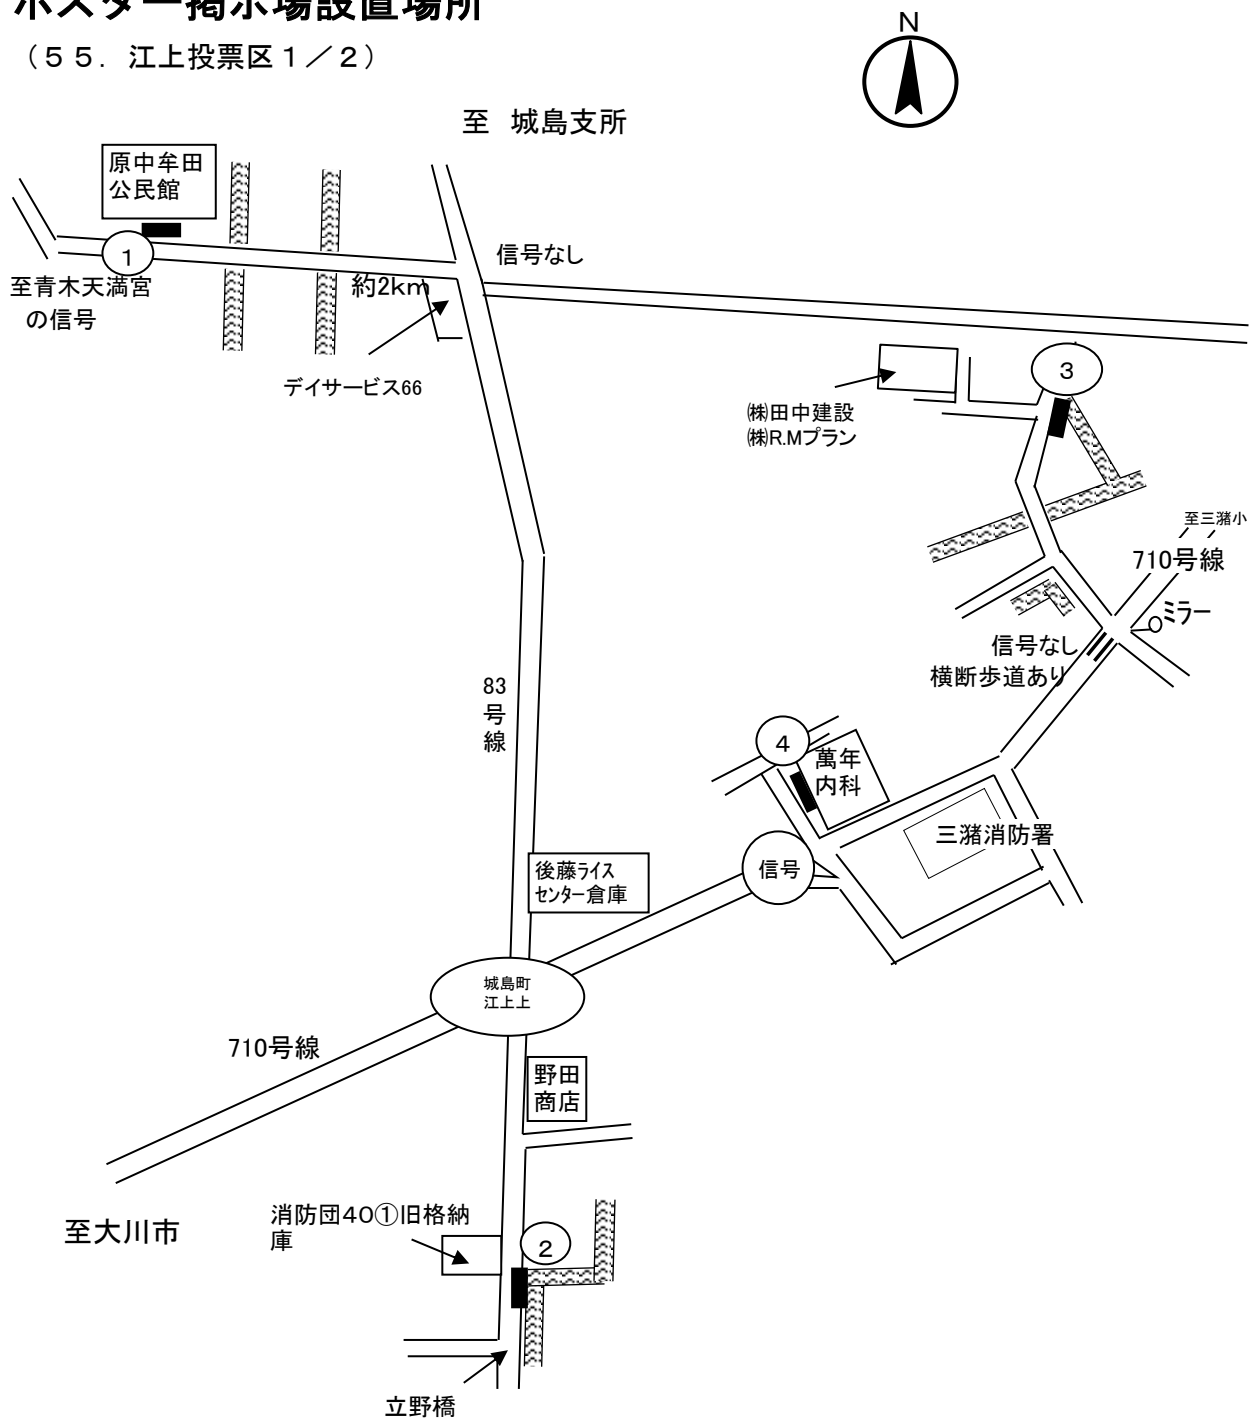 ポスター掲示場設置場所
（５５．江上投票区１／２）
N
至　城島支所
原中牟田
公民館
1
信号なし
至青木天満宮
の信号
約2km
デイサービス66
3
㈱田中建設
㈱R.Mプラン
至三潴小
710号線
ミラー
信号なし
横断歩道あり
83
号
線
4
萬年
内科
三潴消防署
後藤ﾗｲｽ
ｾﾝﾀｰ倉庫
信号
城島町
江上上
710号線
野田
商店
至大川市
消防団40①旧格納
庫
2
立野橋